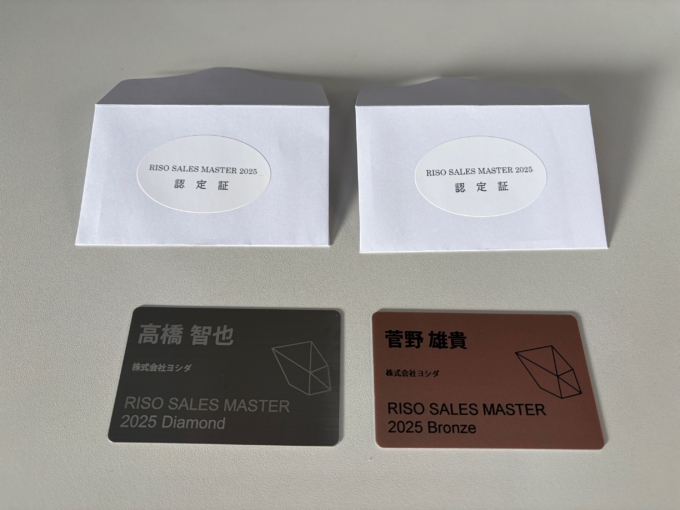 RISO SALES MASTER 2025
認定証
RISO SALES MASTER 2025
認定証
高橋 智也
株式会社ヨシダ
RISO SALES MASTER
2025 Diamond
菅野 雄貴
株式会社ヨシダ
RISO SALES MASTER
2025 Bronze